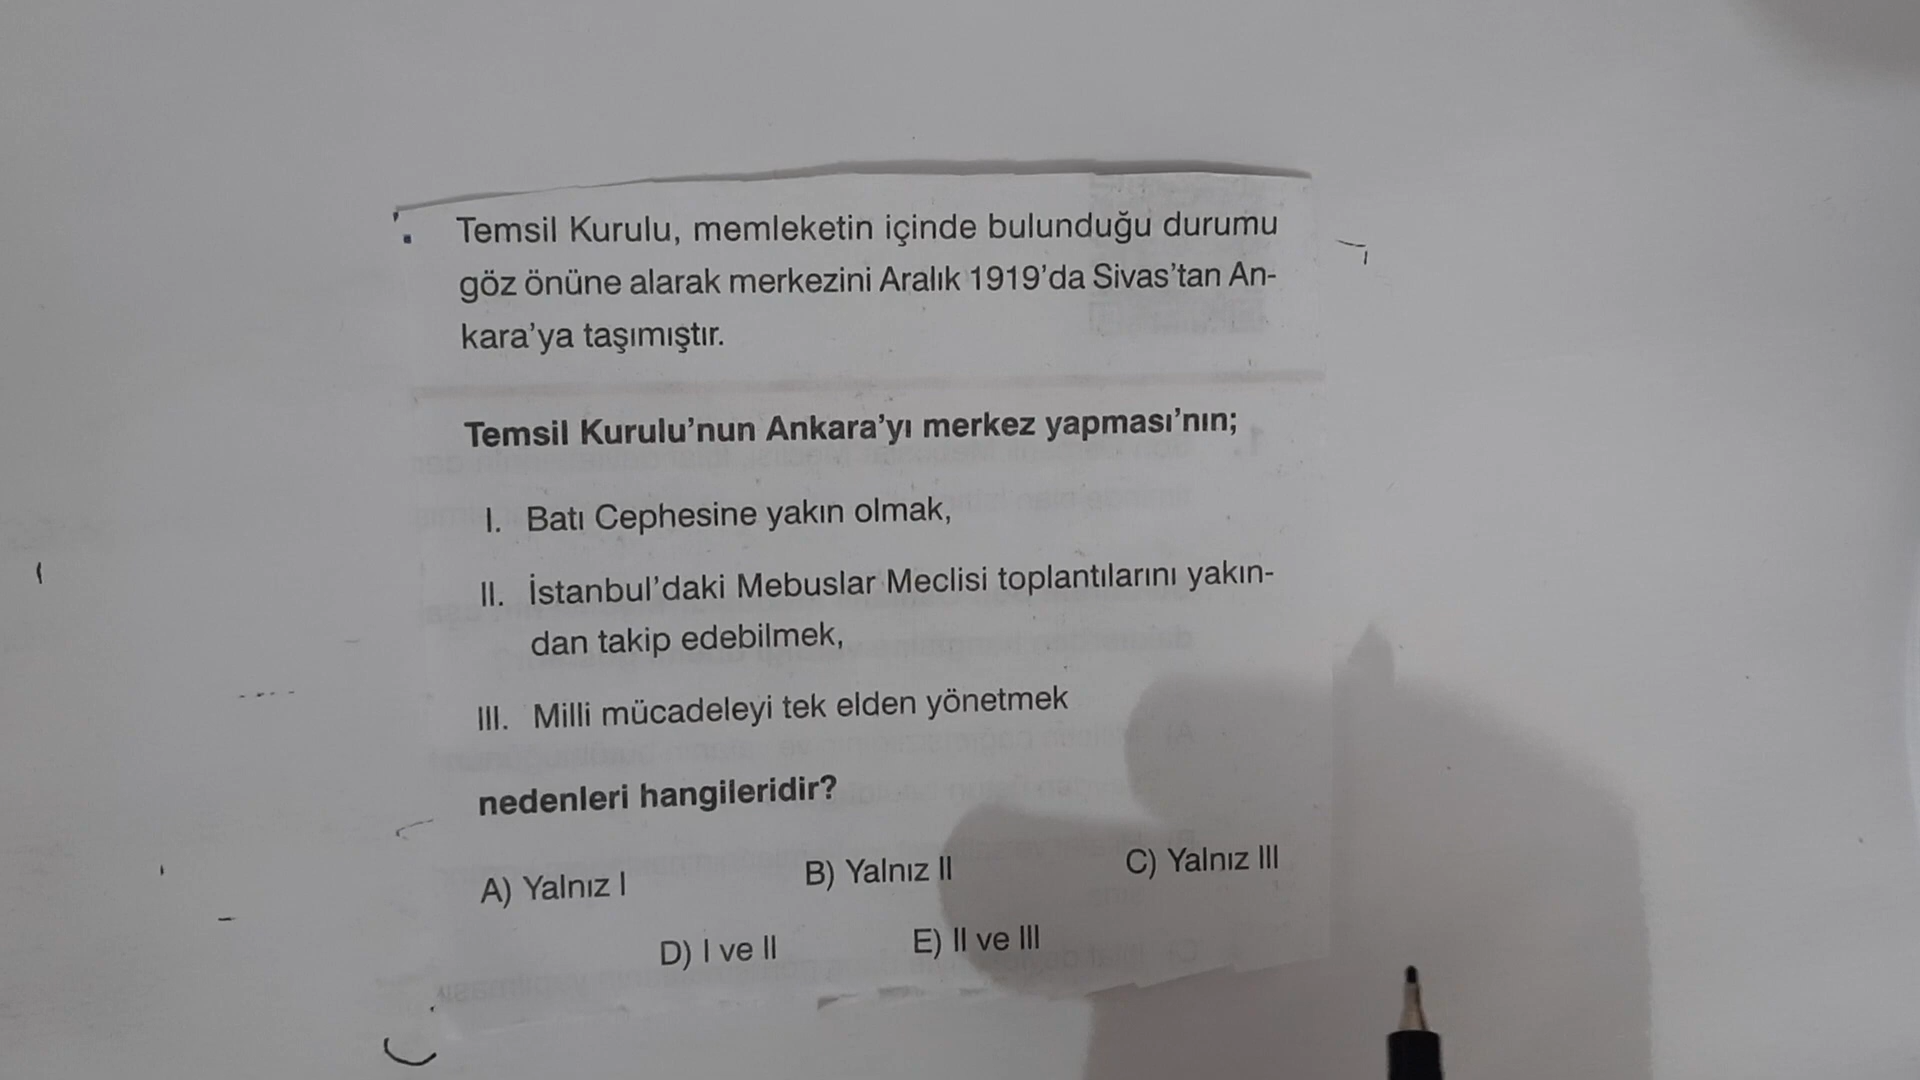 Temsil Kurulu, memleketin içinde bulunduğu durumu
göz önüne alarak merkezini Aralık 1919’da Sivas’tan An-
kara’ya taşımıştır.
Temsil Kurulu’nun Ankara’yı merkez yapması’nın;
I. Batı Cephesine yakın olmak,
II. İstanbul’daki Mebuslar Meclisi toplantılarını yakın-
dan takip edebilmek,
III. Milli mücadeleyi tek elden yönetmek
nedenleri hangileridir?
A) Yalnız I B) Yalnız II C) Yalnız III
D) I ve II E) II ve III